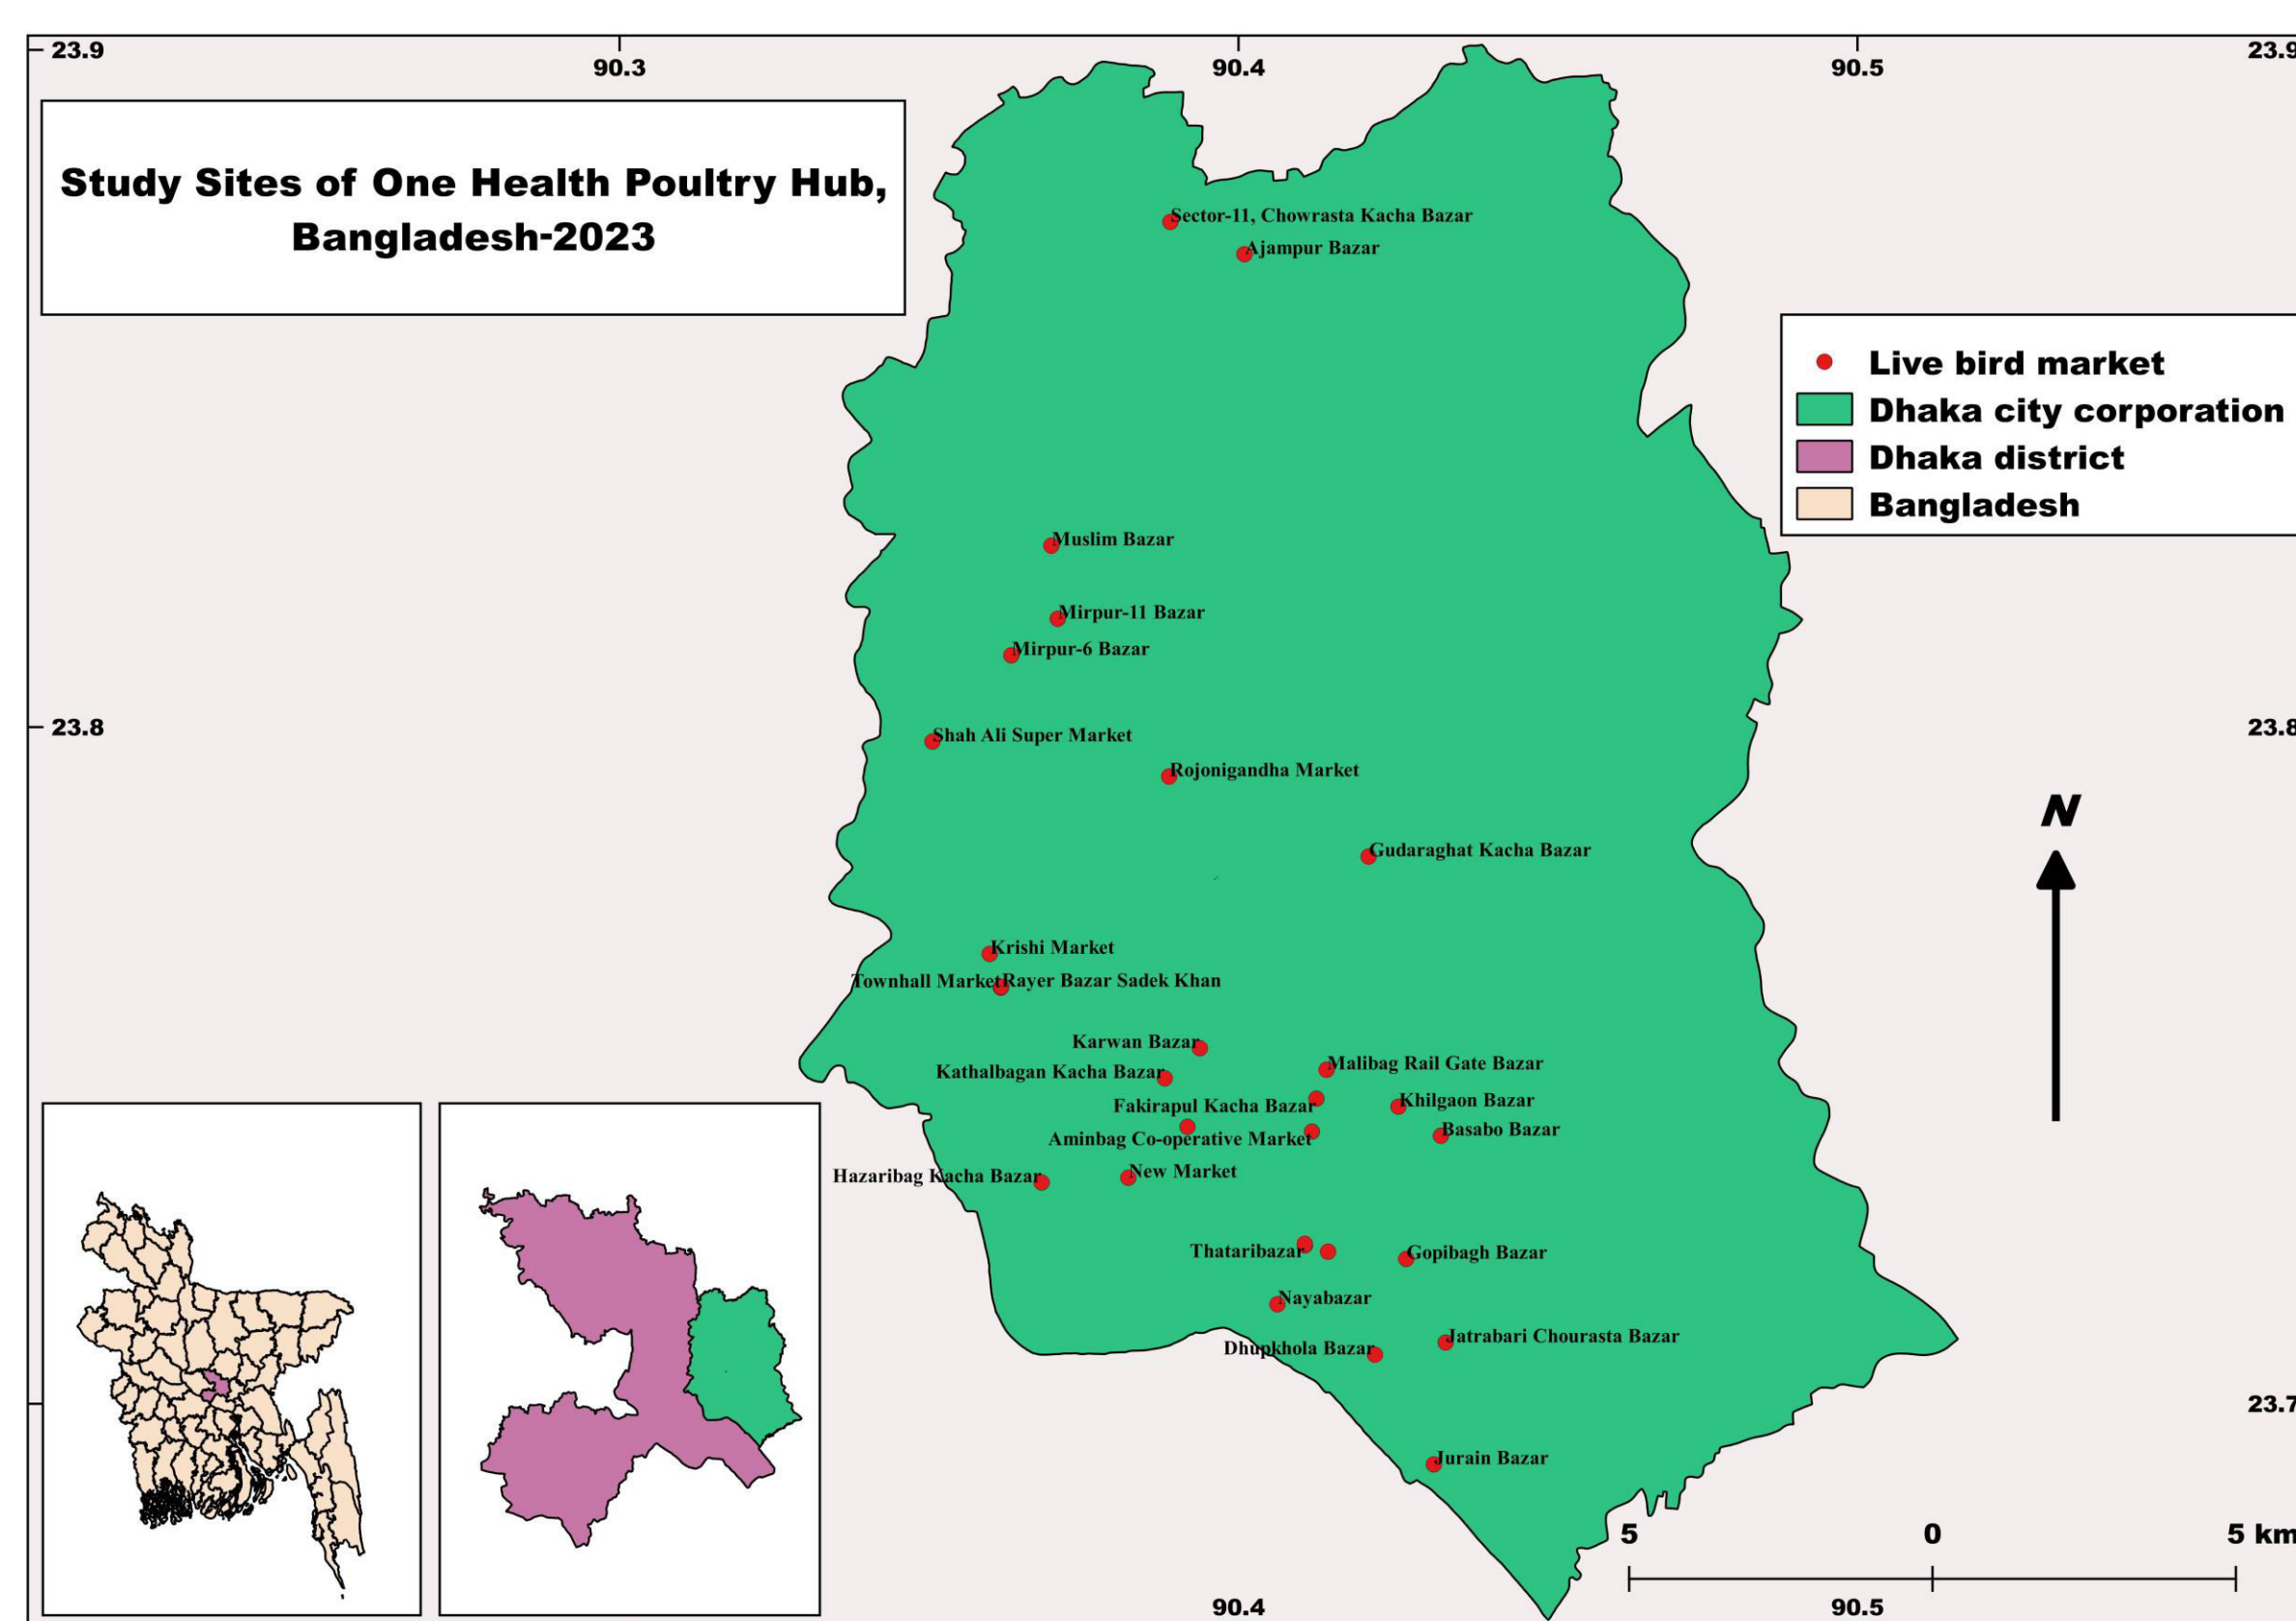 23.9
90.3
90.4
90.5
23.9
Study Sites of One Health Poultry Hub,
Bangladesh-2023
Sector-11, Chowrasta Kacha Bazar
Ajampur Bazar
Live bird market
Dhaka city corporation
Dhaka district
Bangladesh
Muslim Bazar
Mirpur-11 Bazar
Mirpur-6 Bazar
23.8
Shah Ali Super Market
23.8
Rojonigandha Market
N
Gudaraghat Kacha Bazar
Krishi Market
Townhall Market Rayer Bazar Sadek Khan
Karwan Bazar
Malibag Rail Gate Bazar
Kathalbagan Kacha Bazar
Fakirapul Kacha Bazar
Khilgaon Bazar
Basabo Bazar
Aminbag Co-operative Market
Hazaribag Kacha Bazar
New Market
Thataribazar
Gopibagh Bazar
Nayabazar
Jatrabari Chourasta Bazar
Dhupkhola Bazar
23.7
Jurain Bazar
5 0 5 km
90.4
90.5